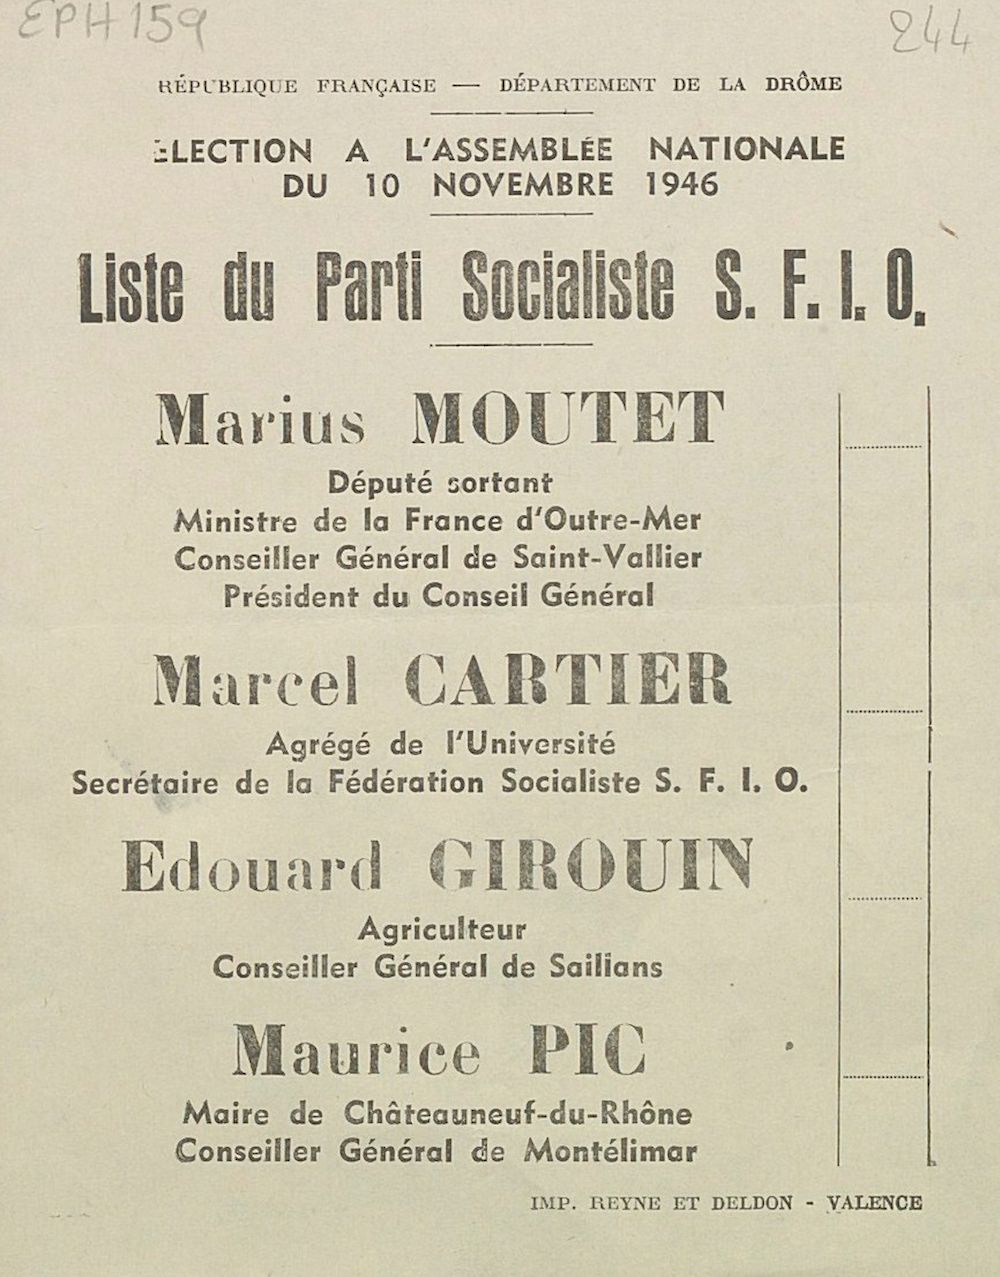 EPH 159
244
RÉPUBLIQUE FRANÇAISE — DÉPARTEMENT DE LA DRÔME
ÉLECTION A L'ASSEMBLÉE NATIONALE
DU 10 NOVEMBRE 1946
Liste du Parti Socialiste S. F. I. O.
Marius MOUTET
Député sortant
Ministre de la France d'Outre-Mer
Conseiller Général de Saint-Vallier
Président du Conseil Général
Marcel CARTIER
Agrégé de l'Université
Secrétaire de la Fédération Socialiste S. F. I. O.
Edouard GIROUIN
Agriculteur
Conseiller Général de Saillans
Maurice PIC
Maire de Châteauneuf-du-Rhône
Conseiller Général de Montélimar
IMP. REYNE ET DELDON - VALENCE